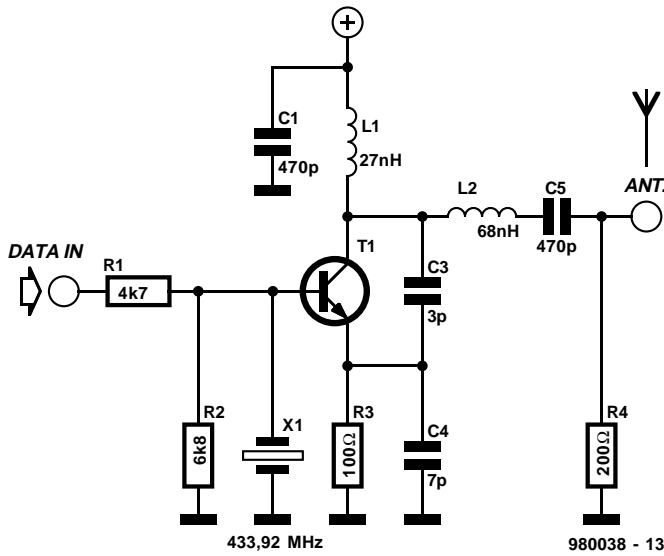 C1
470p
L1
27nH
L2
68nH
C5
470p
ANT.
DATA IN
R1
4k7
T1
C3
3p
R2
6k8
X1
R3
100Ω
C4
7p
R4
200Ω
433,92 MHz
980038 - 13